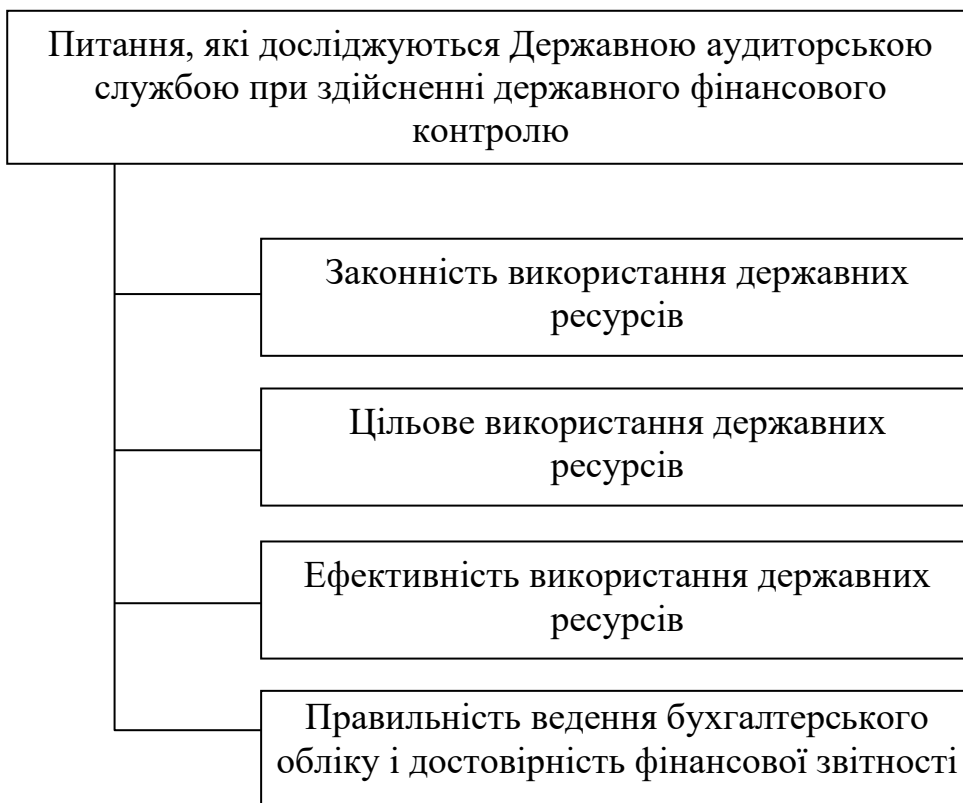 Питання, які досліджуються Державною аудиторською
службою при здійсненні державного фінансового
контролю
Законність використання державних
ресурсів
Цільове використання державних
ресурсів
Ефективність використання державних
ресурсів
Правильність ведення бухгалтерського
обліку і достовірність фінансової звітності